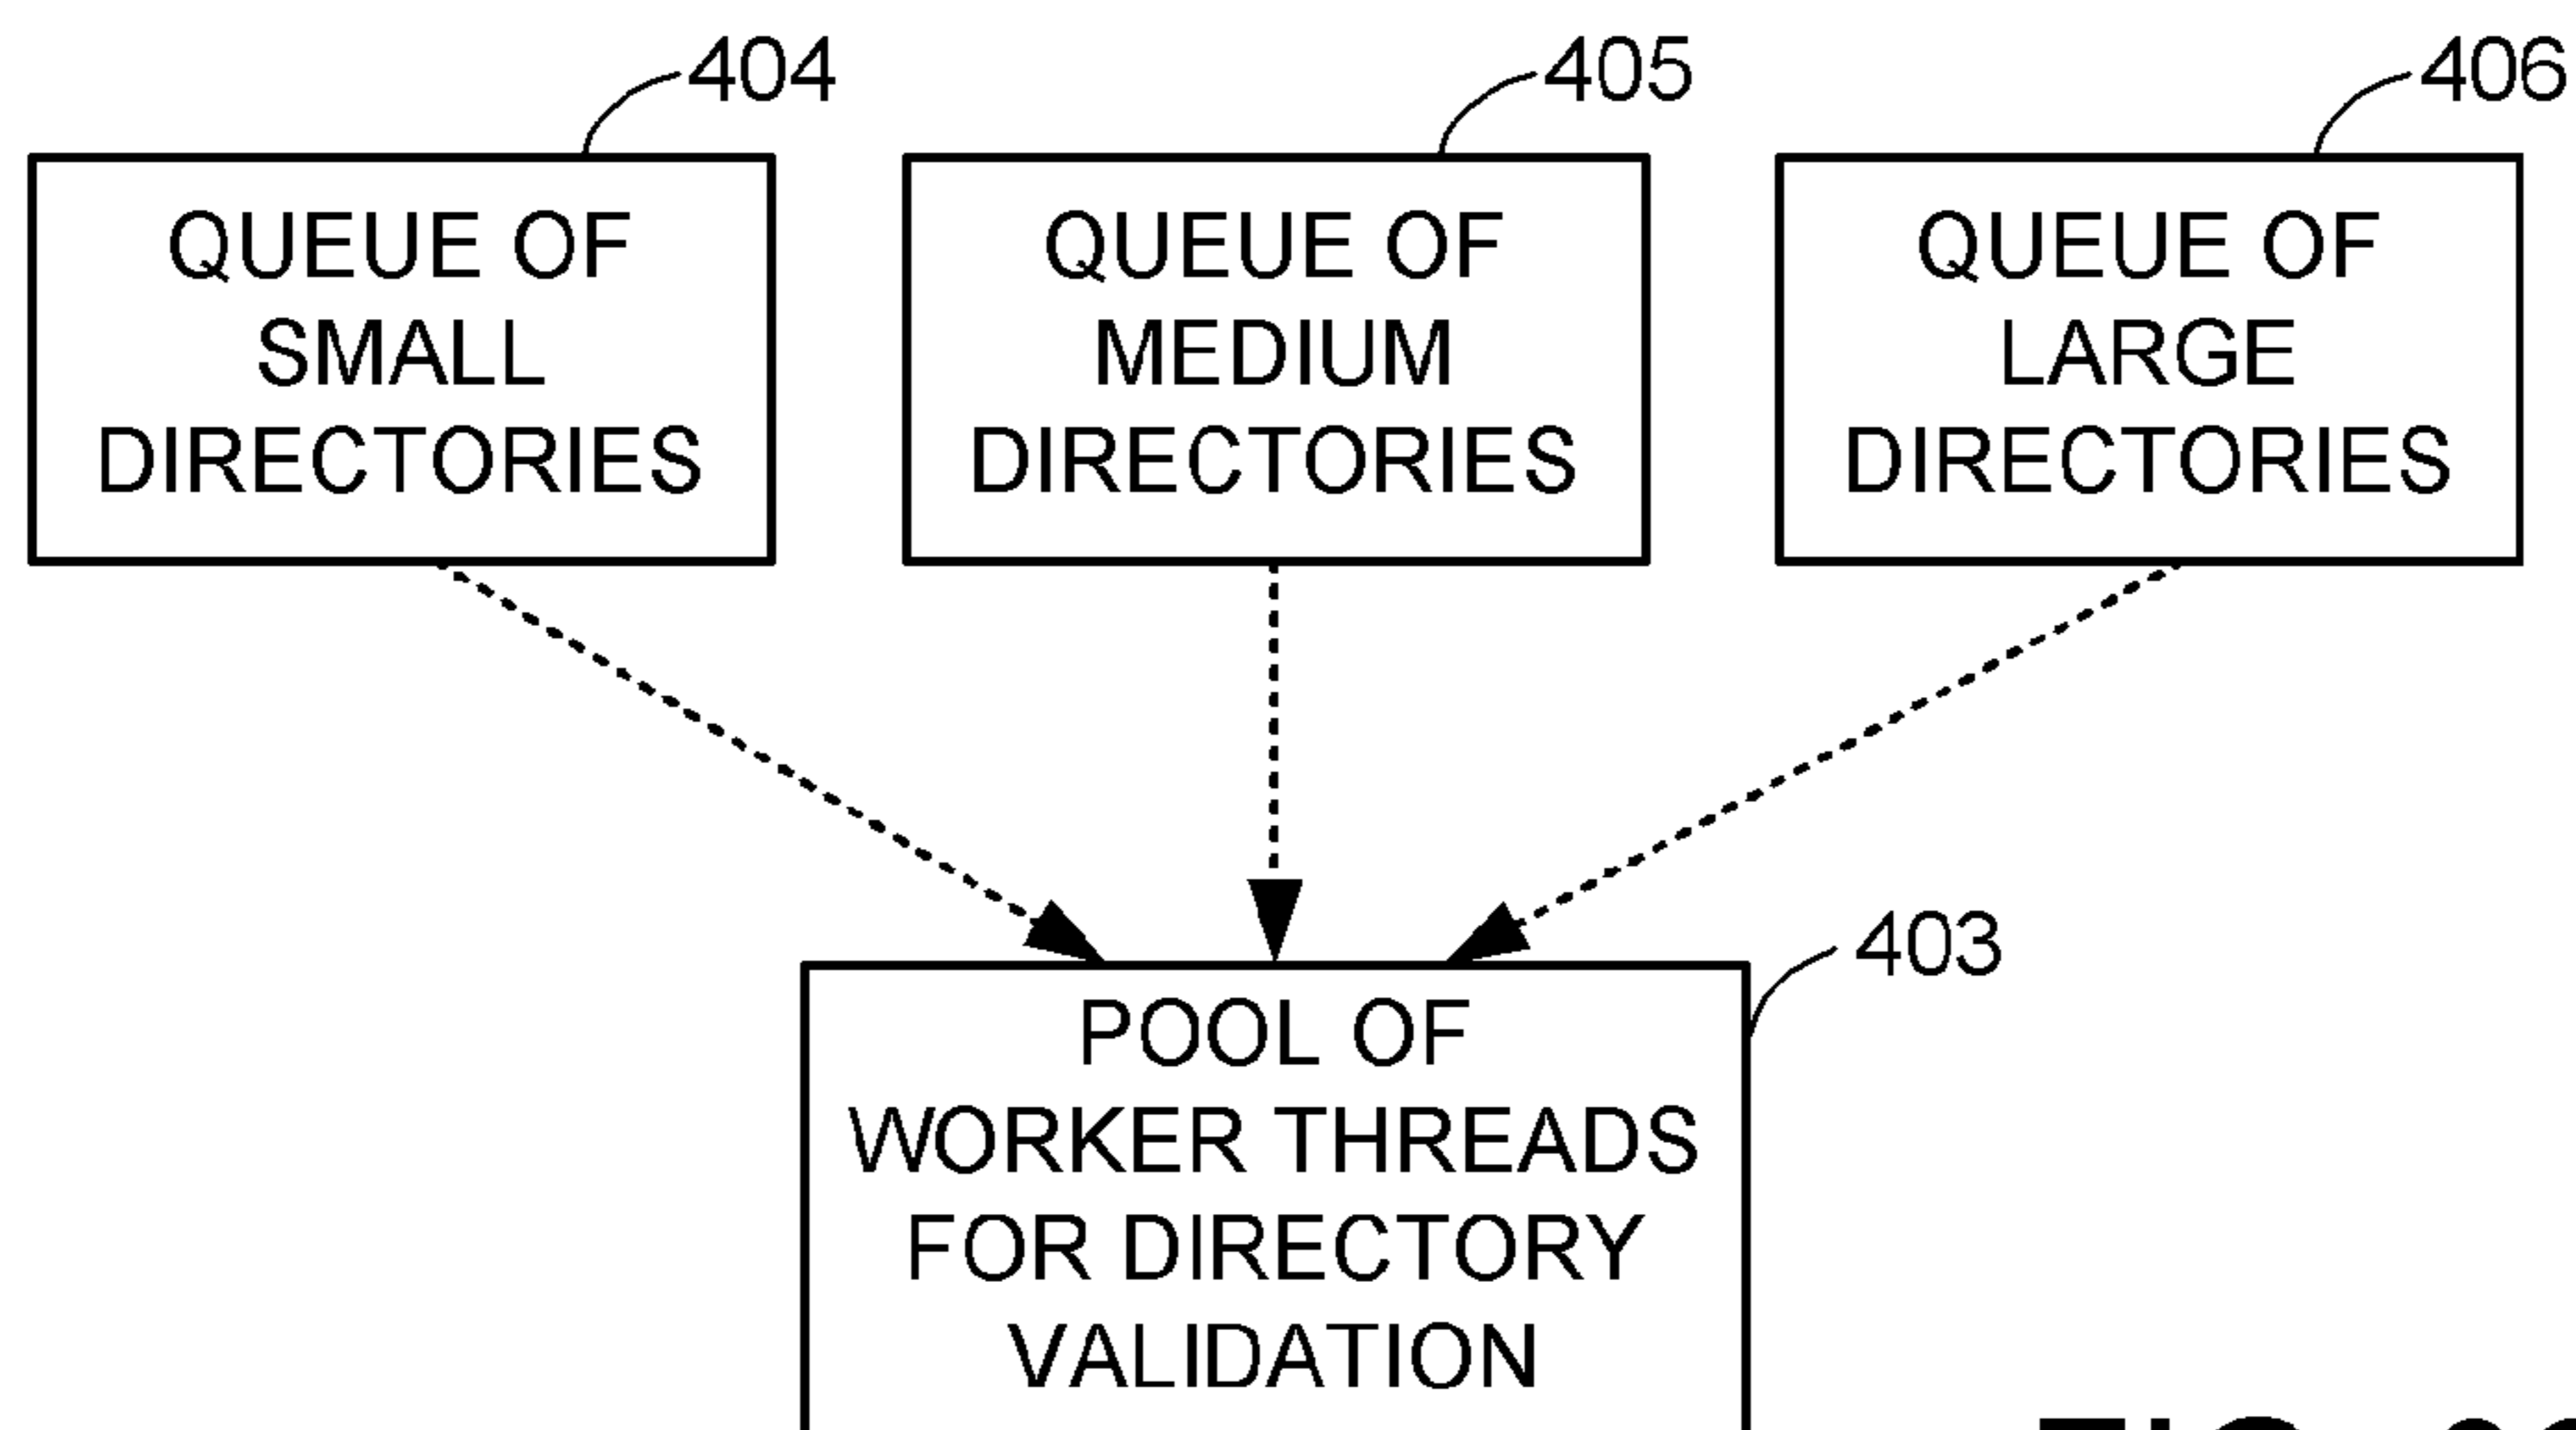 404
405
406
QUEUE OF
SMALL
DIRECTORIES
QUEUE OF
MEDIUM
DIRECTORIES
QUEUE OF
LARGE
DIRECTORIES
403
POOL OF
WORKER THREADS
FOR DIRECTORY
VALIDATION